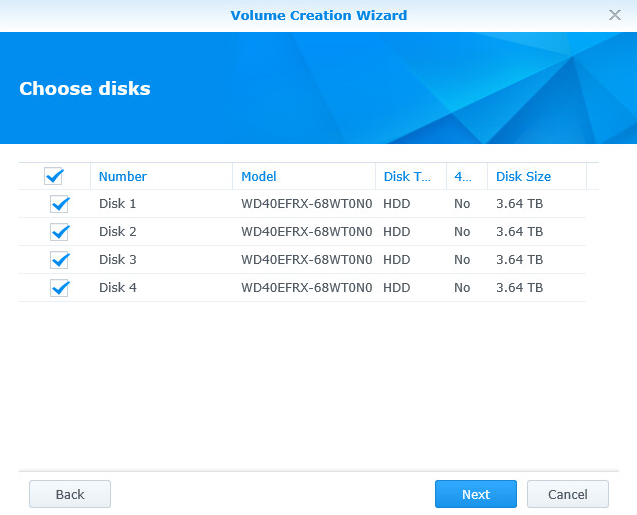 Volume Creation Wizard
Choose disks
Number Model Disk T... 4... Disk Size
Disk 1 WD40EFRX-68WT0N0 HDD No 3.64 TB
Disk 2 WD40EFRX-68WT0N0 HDD No 3.64 TB
Disk 3 WD40EFRX-68WT0N0 HDD No 3.64 TB
Disk 4 WD40EFRX-68WT0N0 HDD No 3.64 TB
Back Next Cancel